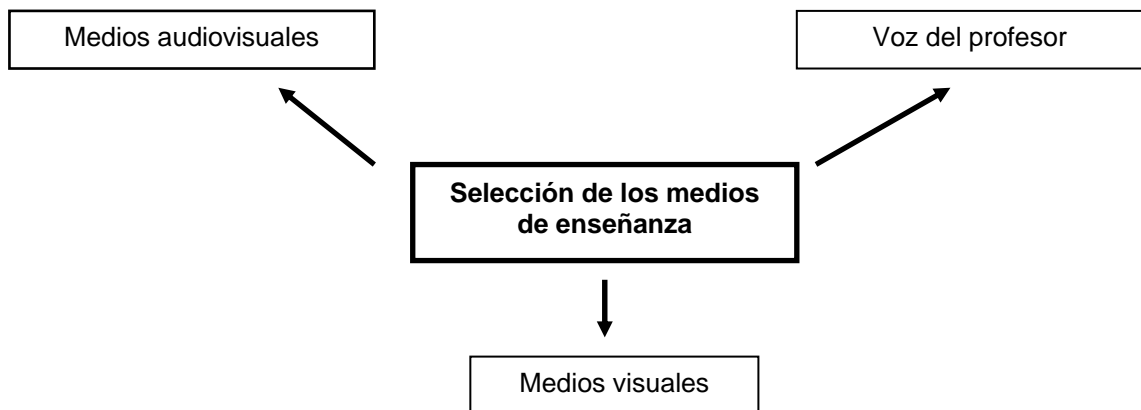 Medios audiovisuales
Voz del profesor
Selección de los medios
de enseñanza
Medios visuales